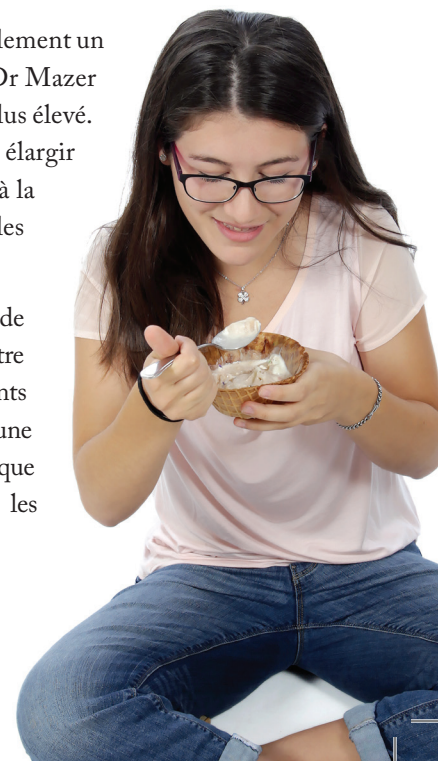 lement un
Dr Mazer
lus élevé.
élargir
à la
les
de
tre
nts
une
que
les